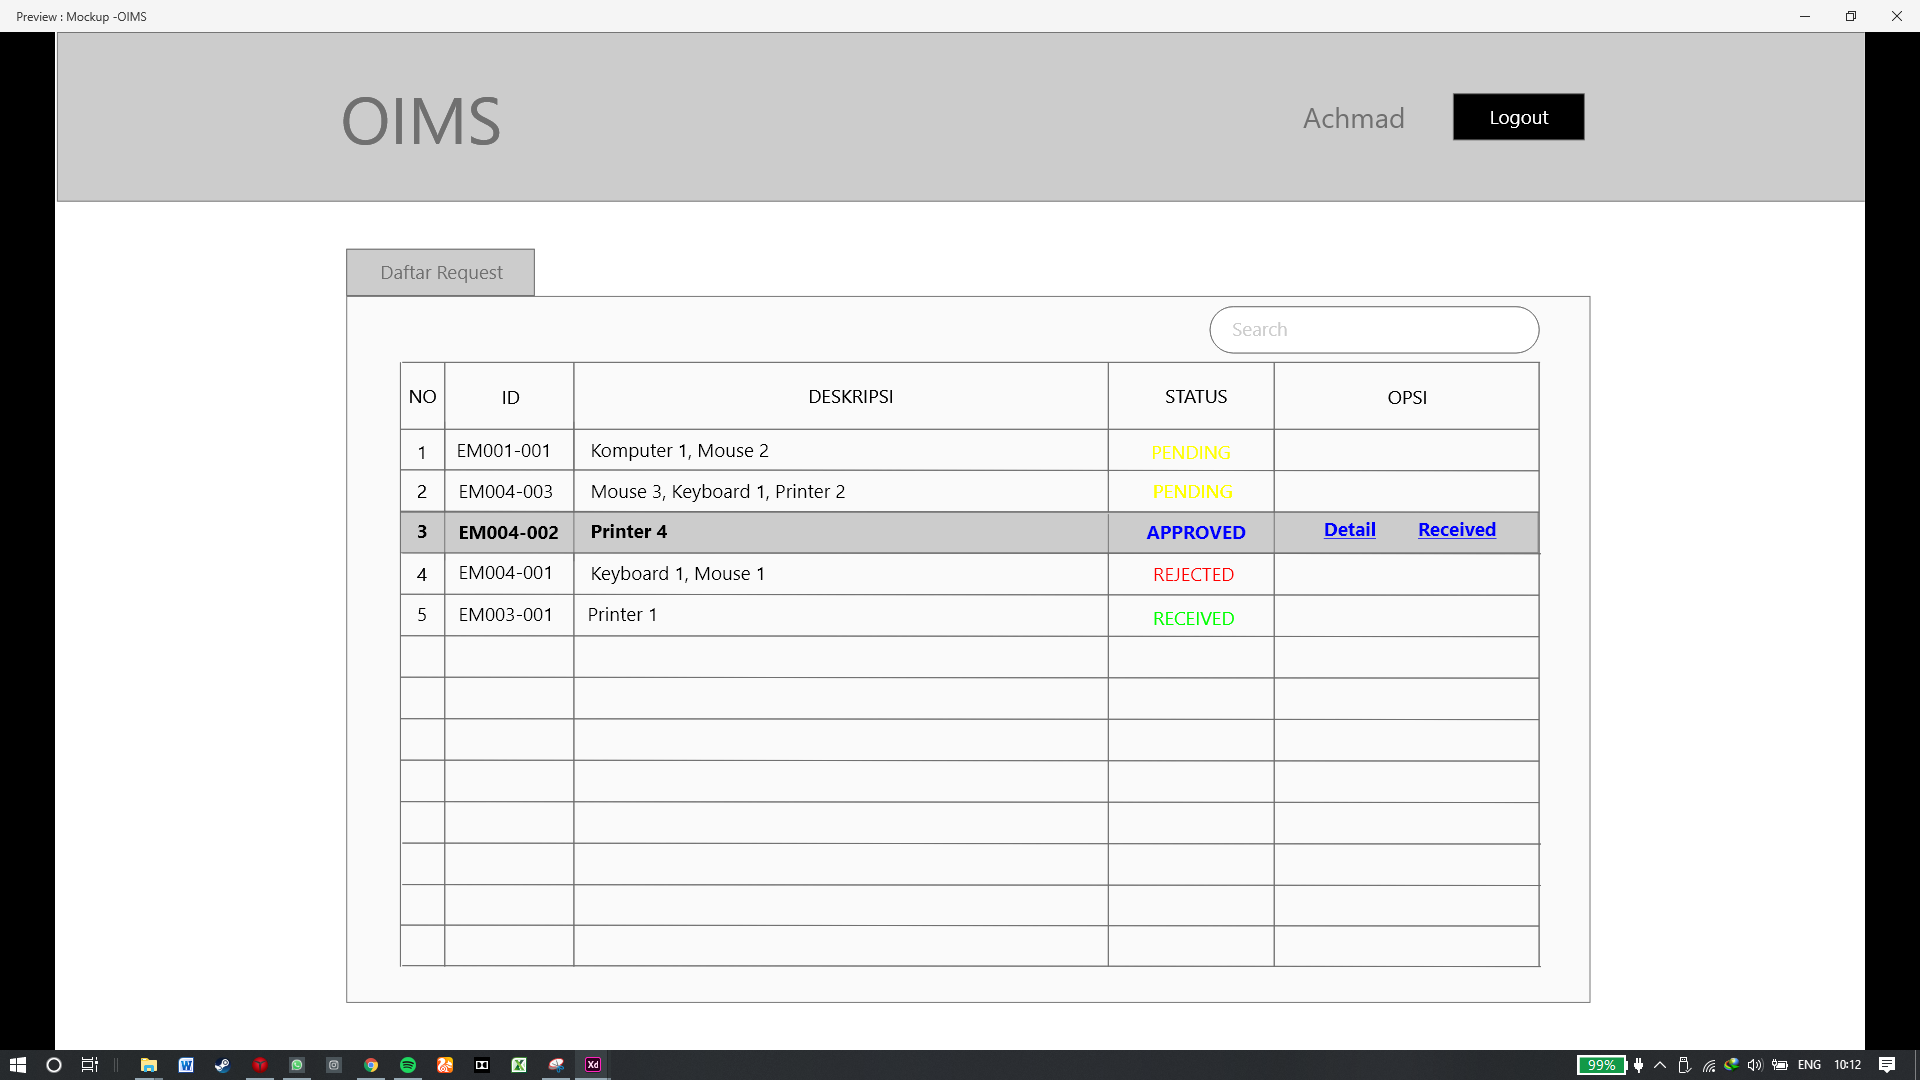 Preview : Mockup -OIMS
OIMS
Achmad
Logout
Daftar Request
Search
NO ID DESKRIPSI STATUS OPSI
1 EM001-001 Komputer 1, Mouse 2 PENDING
2 EM004-003 Mouse 3, Keyboard 1, Printer 2 PENDING
3 EM004-002 Printer 4 APPROVED Detail Received
4 EM004-001 Keyboard 1, Mouse 1 REJECTED
5 EM003-001 Printer 1 RECEIVED
Xd
99% ENG 10:12